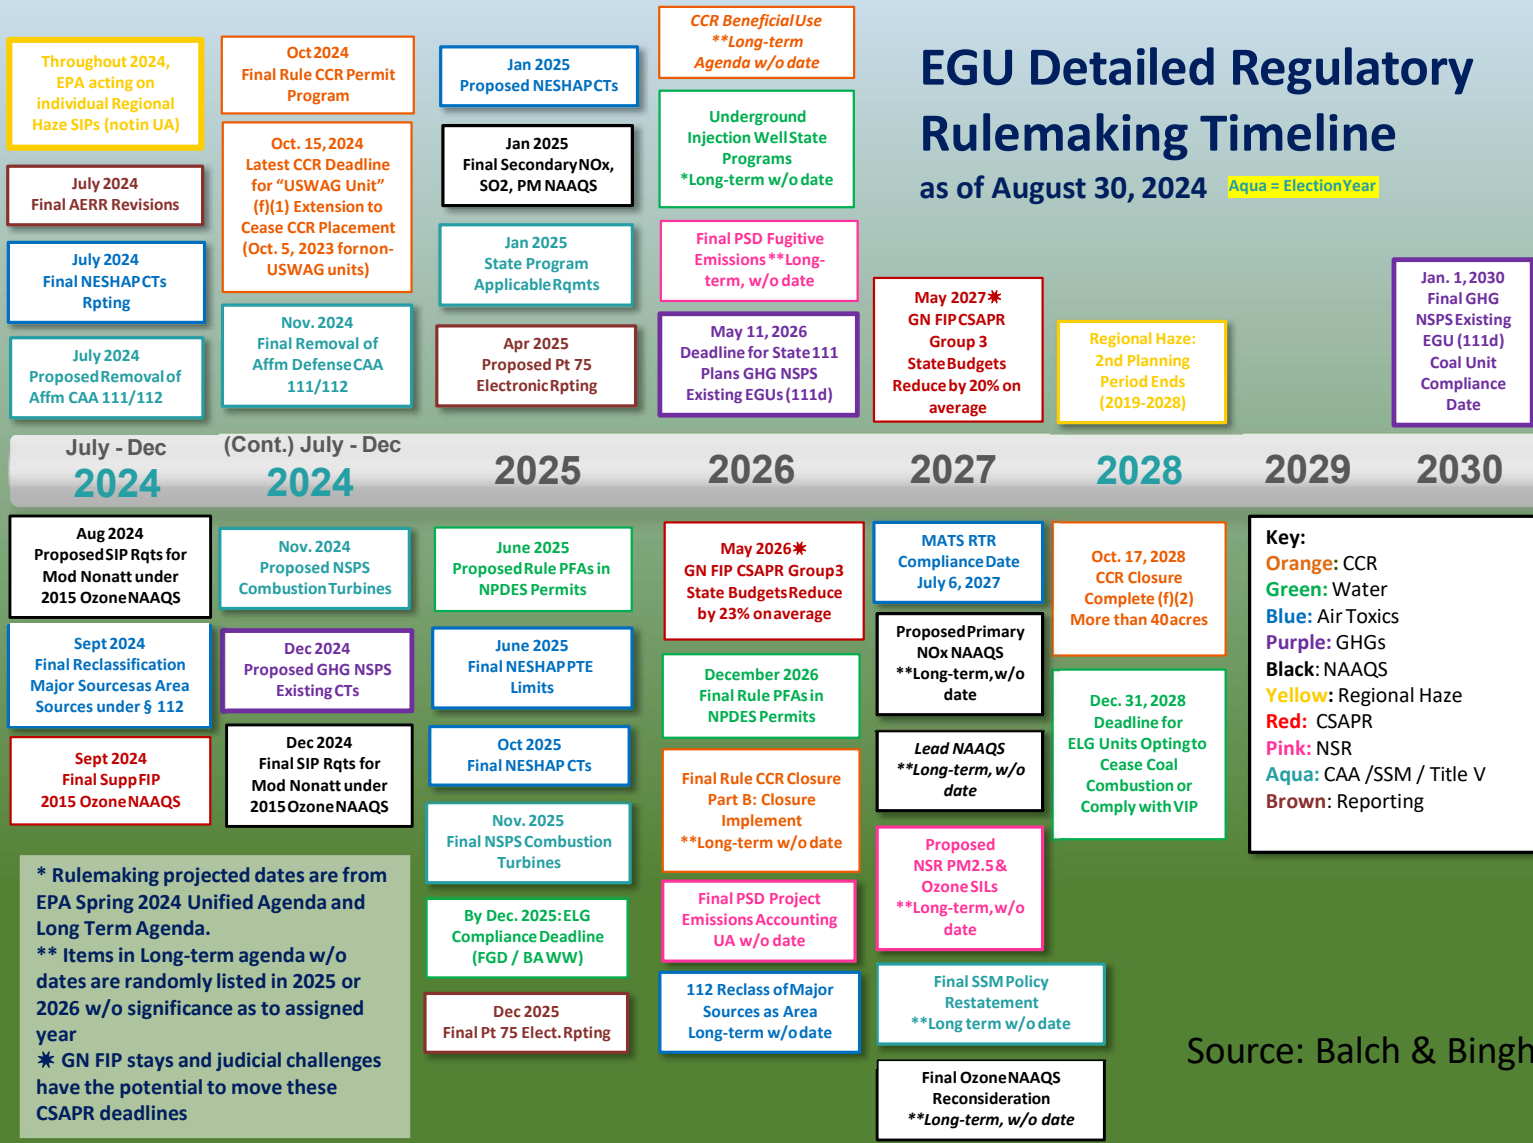 EGU Detailed Regulatory
Rulemaking Timeline
as of August 30, 2024
Aqua = Election Year
Throughout 2024,
EPA acting on
individual Regional
Haze SIPs (not in UA)
July 2024
Final AERR Revisions
July 2024
Final NESHAP CTs
Rpting
July 2024
Proposed Removal of
Affm CAA 111/112
Oct 2024
Final Rule CCR Permit
Program
Oct. 15, 2024
Latest CCR Deadline
for “USWAG Unit”
(f)(1) Extension to
Cease CCR Placement
(Oct. 5, 2023 for non-
USWAG units)
Nov. 2024
Final Removal of
Affm Defense CAA
111/112
Jan 2025
Proposed NESHAP CTs
Jan 2025
Final Secondary NOx,
SO2, PM NAAQS
Jan 2025
State Program
Applicable Rqmts
Apr 2025
Proposed Pt 75
Electronic Rpting
CCR Beneficial Use
**Long-term
Agenda w/o date
Underground
Injection Well State
Programs
*Long-term w/o date
Final PSD Fugitive
Emissions **Long-
term, w/o date
May 11, 2026
Deadline for State 111
Plans GHG NSPS
Existing EGUs (111d)
May 2027✷
GN FIP CSAPR
Group 3
State Budgets
Reduce by 20% on
average
Regional Haze:
2nd Planning
Period Ends
(2019-2028)
Jan. 1, 2030
Final GHG
NSPS Existing
EGU (111d)
Coal Unit
Compliance
Date
July - Dec
2024
(Cont.) July - Dec
2024
2025
2026
2027
2028
2029
2030
Aug 2024
Proposed SIP Rqts for
Mod Nonatt under
2015 Ozone NAAQS
Sept 2024
Final Reclassification
Major Sources as Area
Sources under § 112
Sept 2024
Final Supp FIP
2015 Ozone NAAQS
Nov. 2024
Proposed NSPS
Combustion Turbines
Dec 2024
Proposed GHG NSPS
Existing CTs
Dec 2024
Final SIP Rqts for
Mod Nonatt under
2015 Ozone NAAQS
June 2025
Proposed Rule PFAs in
NPDES Permits
June 2025
Final NESHAP PTE
Limits
Oct 2025
Final NESHAP CTs
Nov. 2025
Final NSPS Combustion
Turbines
By Dec. 2025: ELG
Compliance Deadline
(FGD / BA WW)
Dec 2025
Final Pt 75 Elect. Rpting
May 2026✷
GN FIP CSAPR Group 3
State Budgets Reduce
by 23% on average
December 2026
Final Rule PFAs in
NPDES Permits
Final Rule CCR Closure
Part B: Closure
Implement
**Long-term w/o date
Final PSD Project
Emissions Accounting
UA w/o date
112 Reclass of Major
Sources as Area
Long-term w/o date
MATS RTR
Compliance Date
July 6, 2027
Proposed Primary
NOx NAAQS
**Long-term, w/o
date
Lead NAAQS
**Long-term, w/o
date
Proposed
NSR PM2.5 &
Ozone SILs
**Long-term, w/o
date
Final SSM Policy
Restatement
**Long term w/o date
Final Ozone NAAQS
Reconsideration
**Long-term, w/o date
Oct. 17, 2028
CCR Closure
Complete (f)(2)
More than 40 acres
Dec. 31, 2028
Deadline for
ELG Units Opting to
Cease Coal
Combustion or
Comply with VIP
Key:
Orange: CCR
Green: Water
Blue: Air Toxics
Purple: GHGs
Black: NAAQS
Yellow: Regional Haze
Red: CSAPR
Pink: NSR
Aqua: CAA /SSM / Title V
Brown: Reporting
* Rulemaking projected dates are from
EPA Spring 2024 Unified Agenda and
Long Term Agenda.
** Items in Long-term agenda w/o
dates are randomly listed in 2025 or
2026 w/o significance as to assigned
year
✷ GN FIP stays and judicial challenges
have the potential to move these
CSAPR deadlines
Source: Balch & Bingh